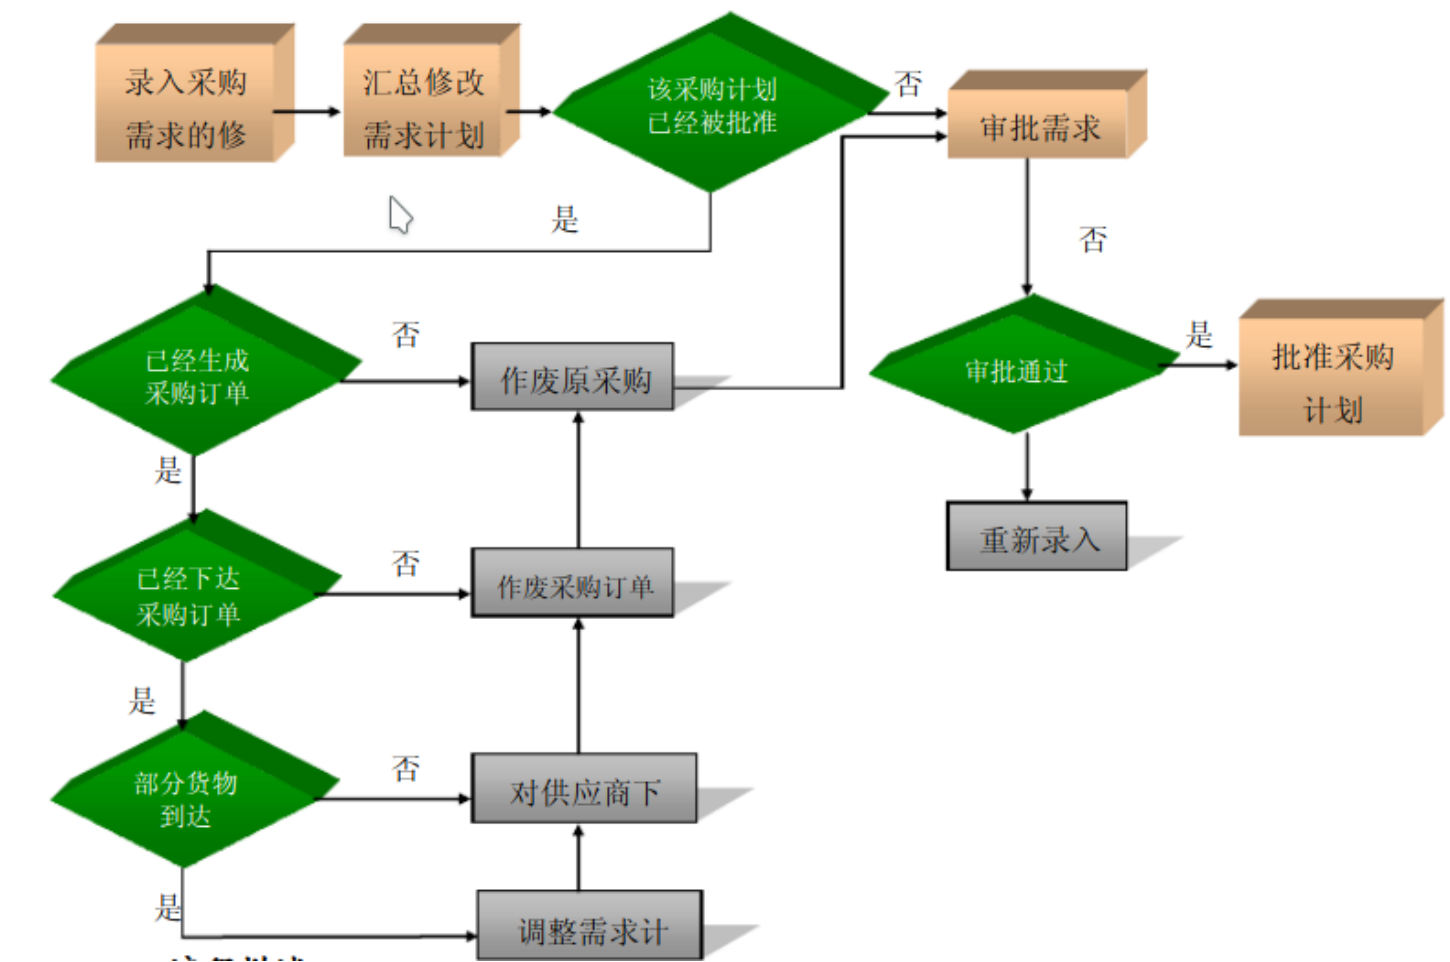 录入采购
需求的修
汇总修改
需求计划
该采购计划
已经被批准
否
审批需求
是
否
已经生成
采购订单
否
作废原采购
审批通过
是
批准采购
计划
是
重新录入
已经下达
采购订单
否
作废采购订单
是
部分货物
到达
否
对供应商下
是
调整需求计